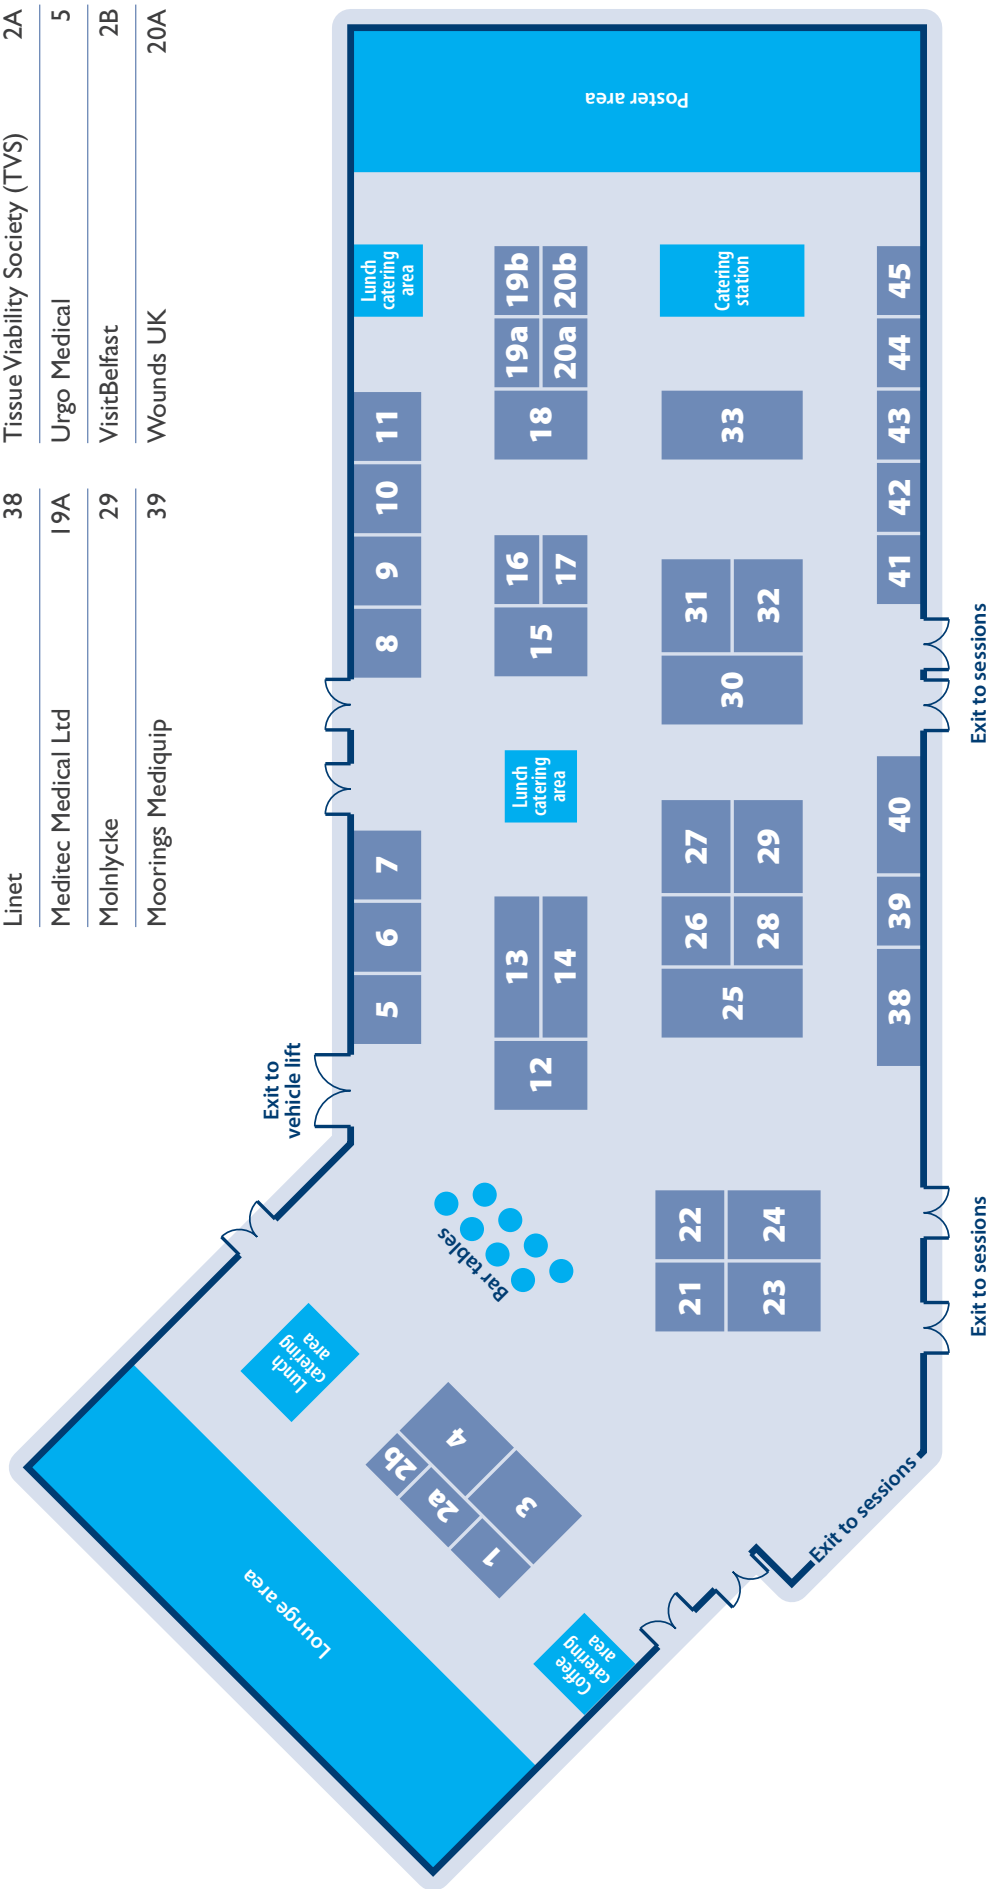 Linet 38
Meditec Medical Ltd 19A
Molnlycke 29
Moorings Mediquip 39
Tissue Viability Society (TVS) 2A
Urgo Medical 5
VisitBelfast 2B
Wounds UK 20A
Lounge area
Lunch
catering
area
Coffee
catering
area
1
2a
2b
3
4
Bar tables
Exit to
vehicle lift
5
6
7
8
9
10
11
Lunch
catering
area
12
13
14
Lunch
catering
area
15
16
17
18
19a
19b
20a
20b
21
22
23
24
25
26
27
28
29
30
31
32
33
Catering
station
38
39
40
41
42
43
44
45
Poster area
Exit to sessions
Exit to sessions
Exit to sessions